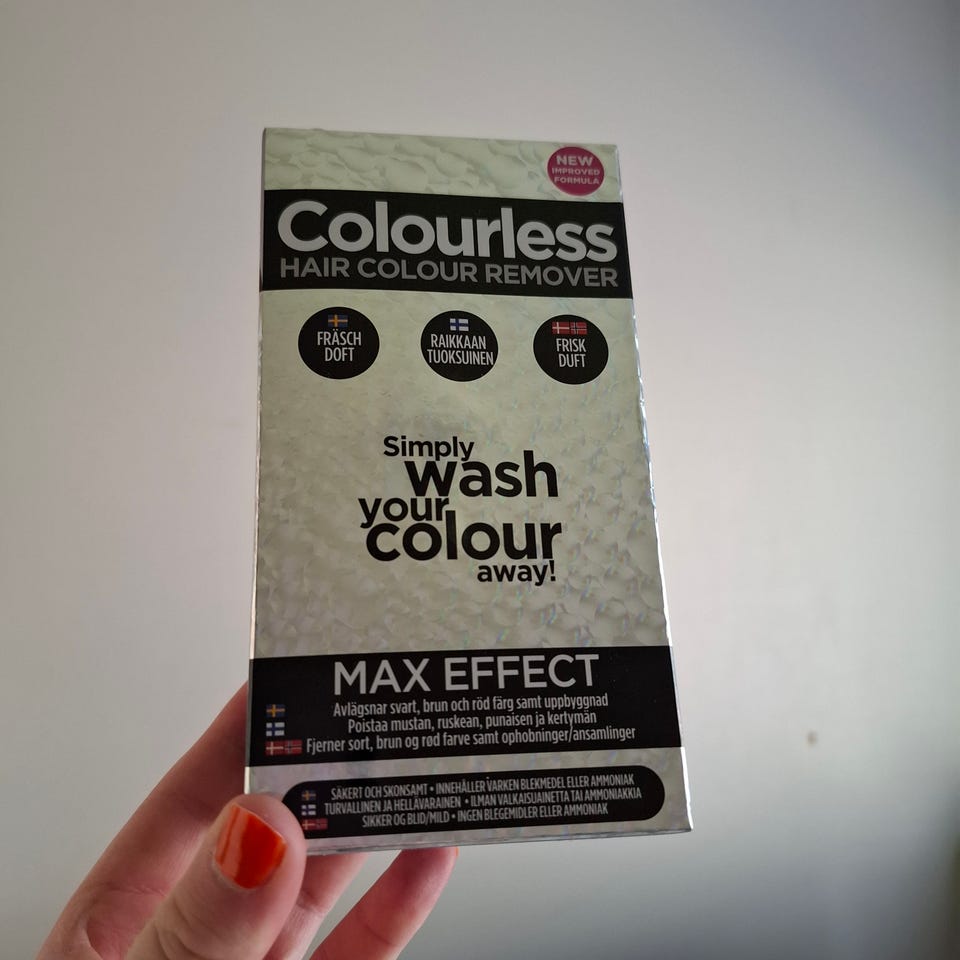 NEW
IMPROVED
FORMULA
Colourless
HAIR COLOUR REMOVER
FRÄSCH
DOFT
RAIKKAAN
TUOKSUINEN
FRISK
DUFT
Simply
wash
your
colour
away!
MAX EFFECT
Avlägsnar svart, brun och röd färg samt uppbyggnad
Poistaa mustan, ruskean, punaisen ja kertymän
Fjerner sort, brun og rød farve samt ophobninger/ansamlinger
SÄKERT OCH SKONSAMT • INNEHÅLLER VARKEN BLEKMEDEL ELLER AMMONIAK
TURVALLINEN JA HELLÄVARAINEN • ILMAN VALKAISUAINETTA TAI AMMONIAKKIA
SIKKER OG BLID/MILD • INGEN BLEGEMIDLER ELLER AMMONIAK